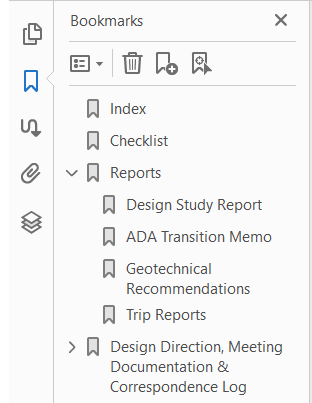 Bookmarks
Index
Checklist
Reports
Design Study Report
ADA Transition Memo
Geotechnical
Recommendations
Trip Reports
Design Direction, Meeting
Documentation &
Correspondence Log